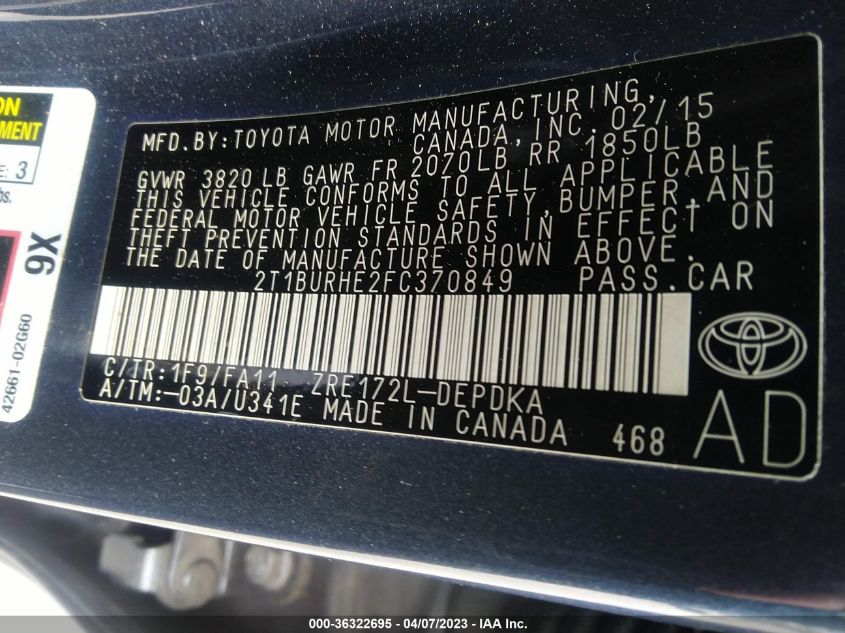 MFD.BY:TOYOTA MOTOR MANUFACTURING,
CANADA,INC.02/15
GVWR 3820 LB GAWR FR 2070LB RR 1850LB
THIS VEHICLE CONFORMS TO ALL APPLICABLE
FEDERAL MOTOR VEHICLE SAFETY,BUMPER,AND
THEFT PREVENTION STANDARDS IN EFFECT ON
THE DATE OF MANUFACTURE SHOWN ABOVE.
2T1BURHE2FC370849 PASS.CAR
C/TR:1F9/FA11 ZRE172L-DEPDKA
A/TM:-03A/U341E MADE IN CANADA 468
AD
3
9X
42661-02G60
000-36322695 - 04/07/2023 - IAA Inc.